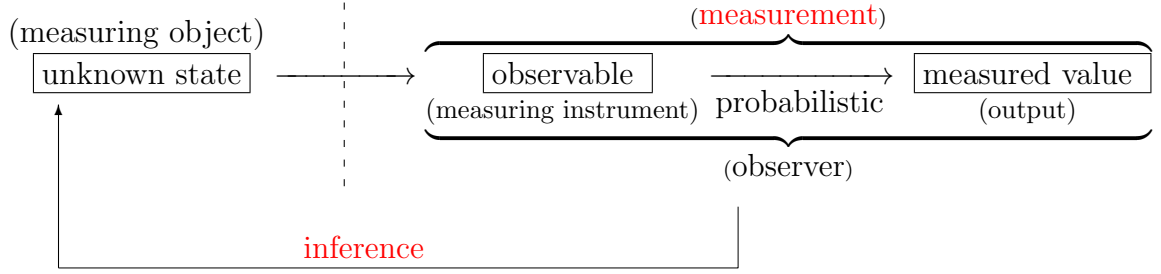 (measurement)
(measuring object)
unknown state
observable
measured value
(measuring instrument)
probabilistic
(output)
(observer)
inference